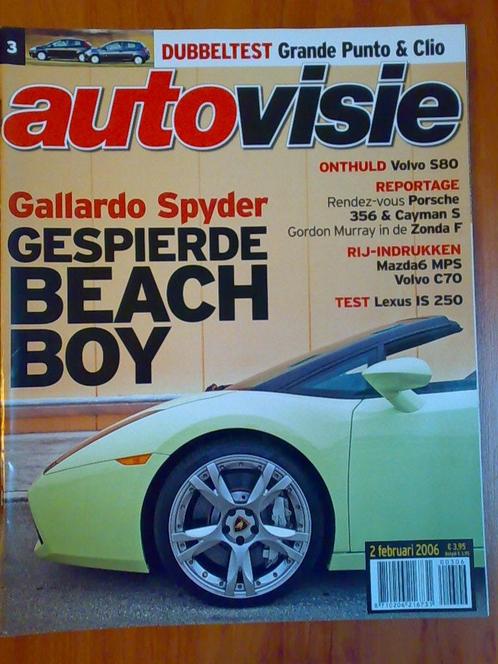 3
DUBBELTEST Grande Punto & Clio
autovisie
ONTHULD Volvo S80
REPORTAGE
Rendez-vous Porsche
356 & Cayman S
Gordon Murray in de Zonda F
RIJ-INDRUKKEN
Mazda6 MPS
Volvo C70
TEST Lexus IS 250
Gallardo Spyder
GESPIERDE
BEACH
BOY
2 februari 2006
€ 3,95
00306